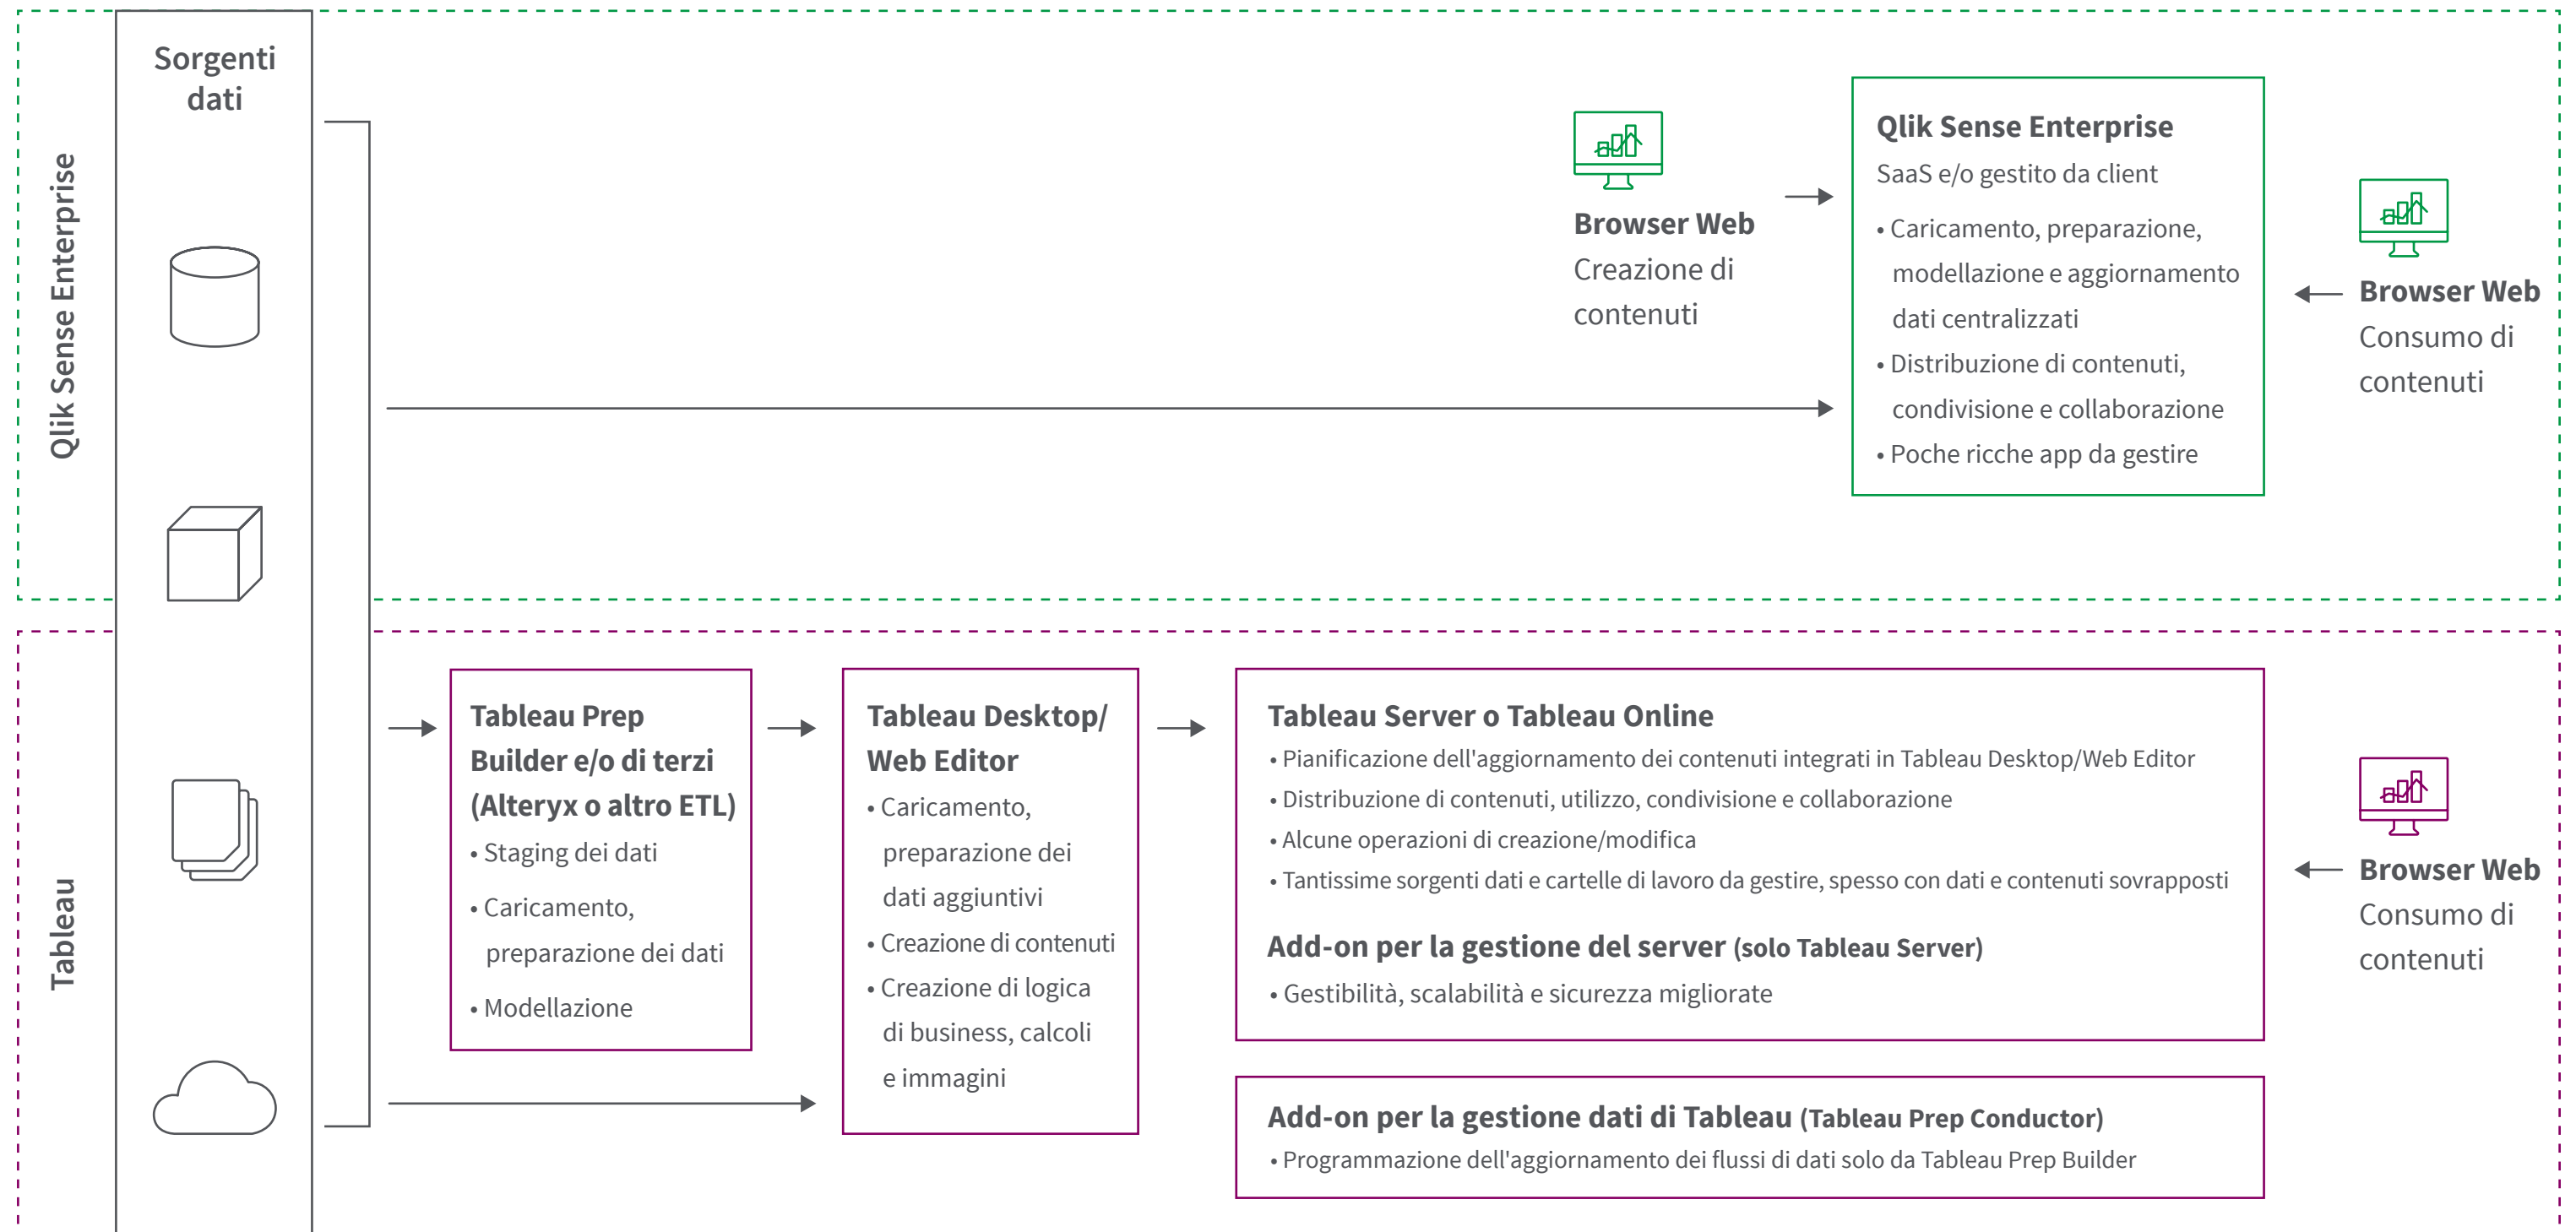 Qlik Sense Enterprise
Sorgenti
dati
Browser Web
Creazione di
contenuti
Qlik Sense Enterprise
SaaS e/o gestito da client
• Caricamento, preparazione,
modellazione e aggiornamento
dati centralizzati
• Distribuzione di contenuti,
condivisione e collaborazione
• Poche ricche app da gestire
Browser Web
Consumo di
contenuti
Tableau
Tableau Prep
Builder e/o di terzi
(Alteryx o altro ETL)
• Staging dei dati
• Caricamento,
preparazione dei dati
• Modellazione
Tableau Desktop/
Web Editor
• Caricamento,
preparazione dei
dati aggiuntivi
• Creazione di contenuti
• Creazione di logica
di business, calcoli
e immagini
Tableau Server o Tableau Online
• Pianificazione dell'aggiornamento dei contenuti integrati in Tableau Desktop/Web Editor
• Distribuzione di contenuti, utilizzo, condivisione e collaborazione
• Alcune operazioni di creazione/modifica
• Tantissime sorgenti dati e cartelle di lavoro da gestire, spesso con dati e contenuti sovrapposti
Add-on per la gestione del server (solo Tableau Server)
• Gestibilità, scalabilità e sicurezza migliorate
Add-on per la gestione dati di Tableau (Tableau Prep Conductor)
• Programmazione dell'aggiornamento dei flussi di dati solo da Tableau Prep Builder
Browser Web
Consumo di
contenuti